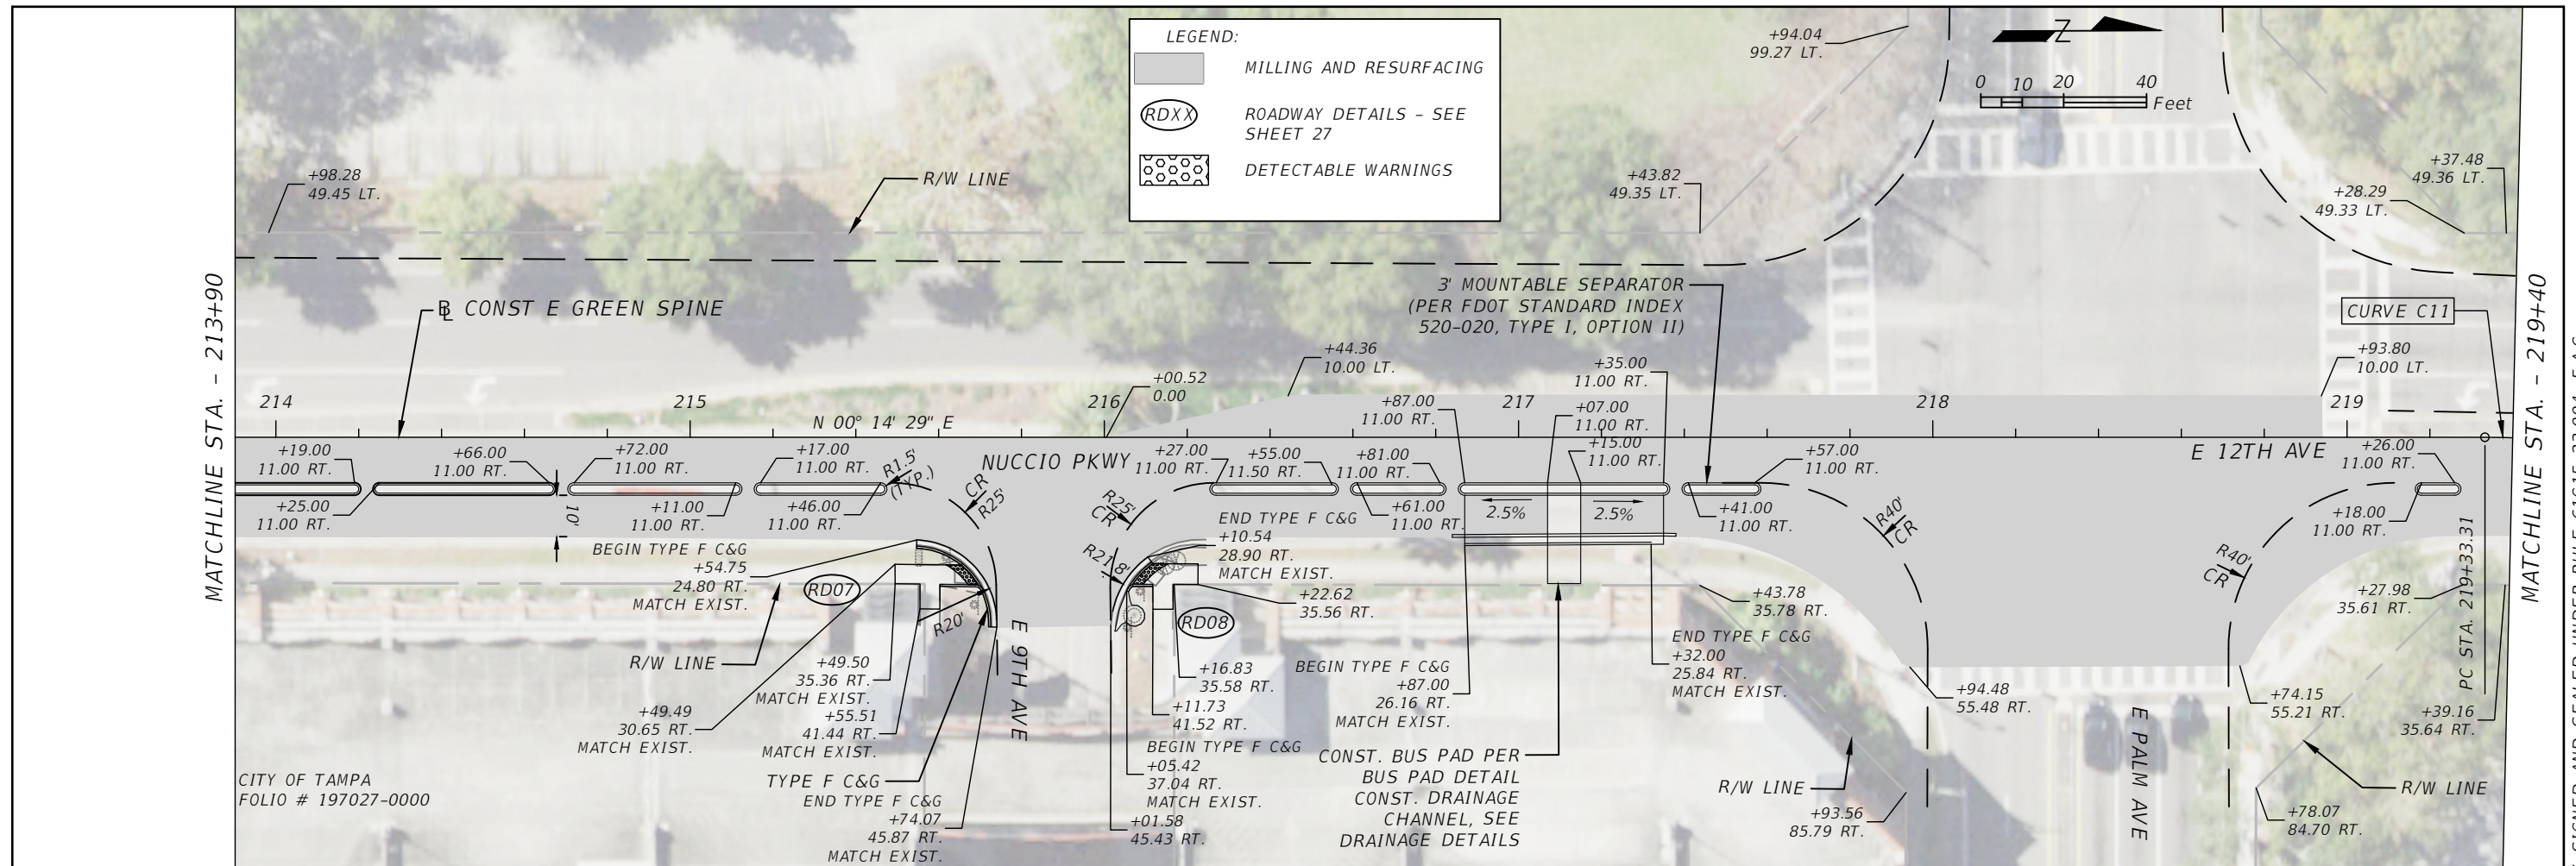 LEGEND:
MILLING AND RESURFACING
RDXX
ROADWAY DETAILS - SEE
SHEET 27
DETECTABLE WARNINGS
+94.04
99.27 LT.
Z
0 10 20 40
Feet
+98.28
49.45 LT.
R/W LINE
+43.82
49.35 LT.
+37.48
49.36 LT.
+28.29
49.33 LT.
MATCHLINE STA. - 213+90
B CONST E GREEN SPINE
L
3' MOUNTABLE SEPARATOR
(PER FDOT STANDARD INDEX
520-020, TYPE I, OPTION II)
CURVE C11
MATCHLINE STA. - 219+40
+44.36
10.00 LT.
+35.00
11.00 RT.
+93.80
10.00 LT.
+00.52
0.00
+87.00
11.00 RT.
+07.00
11.00 RT.
+15.00
11.00 RT.
214
215
216
217
218
219
N 00° 14' 29" E
+19.00
11.00 RT.
+66.00
11.00 RT.
+72.00
11.00 RT.
+17.00
11.00 RT.
R1.5'
(TYP.)
NUCCIO PKWY
+27.00
11.00 RT.
+55.00
11.50 RT.
+81.00
11.00 RT.
+57.00
11.00 RT.
E 12TH AVE
+26.00
11.00 RT.
+25.00
11.00 RT.
10'
+11.00
11.00 RT.
+46.00
11.00 RT.
CR
R25'
R25'
CR
+61.00
11.00 RT.
2.5%
2.5%
+41.00
11.00 RT.
R40'
CR
+18.00
11.00 RT.
R40'
CR
BEGIN TYPE F C&G
+54.75
24.80 RT.
MATCH EXIST.
END TYPE F C&G
+10.54
28.90 RT.
MATCH EXIST.
R21.8'
RD07
R20'
RD08
+22.62
35.56 RT.
+43.78
35.78 RT.
+27.98
35.61 RT.
PC STA. 219+33.31
R/W LINE
+49.50
35.36 RT.
MATCH EXIST.
E 9TH AVE
+16.83
35.58 RT.
BEGIN TYPE F C&G
+87.00
26.16 RT.
MATCH EXIST.
END TYPE F C&G
+32.00
25.84 RT.
MATCH EXIST.
+94.48
55.48 RT.
+74.15
55.21 RT.
+39.16
35.64 RT.
+49.49
30.65 RT.
MATCH EXIST.
+55.51
41.44 RT.
MATCH EXIST.
+11.73
41.52 RT.
BEGIN TYPE F C&G
+05.42
37.04 RT.
MATCH EXIST.
CONST. BUS PAD PER
BUS PAD DETAIL
CONST. DRAINAGE
CHANNEL, SEE
DRAINAGE DETAILS
E PALM AVE
R/W LINE
R/W LINE
CITY OF TAMPA
FOLIO # 197027-0000
TYPE F C&G
END TYPE F C&G
+74.07
45.87 RT.
MATCH EXIST.
+01.58
45.43 RT.
+93.56
85.79 RT.
+78.07
84.70 RT.